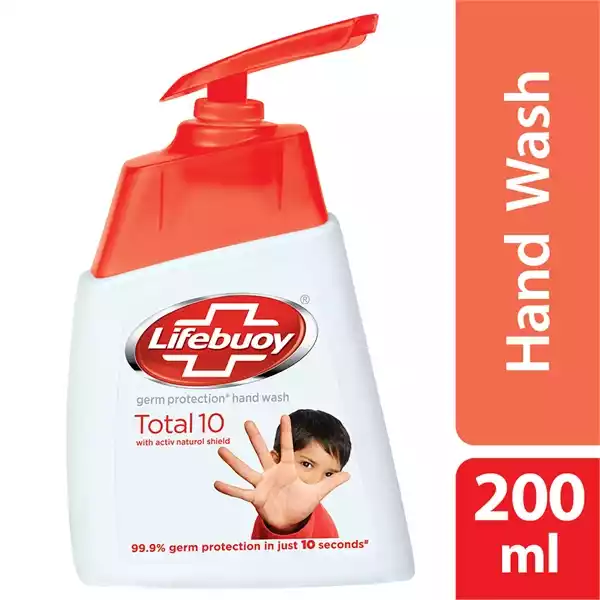 Lifebuoy
®
germ protection* hand wash
Total 10
with activ naturol shield
99.9% germ protection in just 10 seconds#
Hand Wash
200
ml